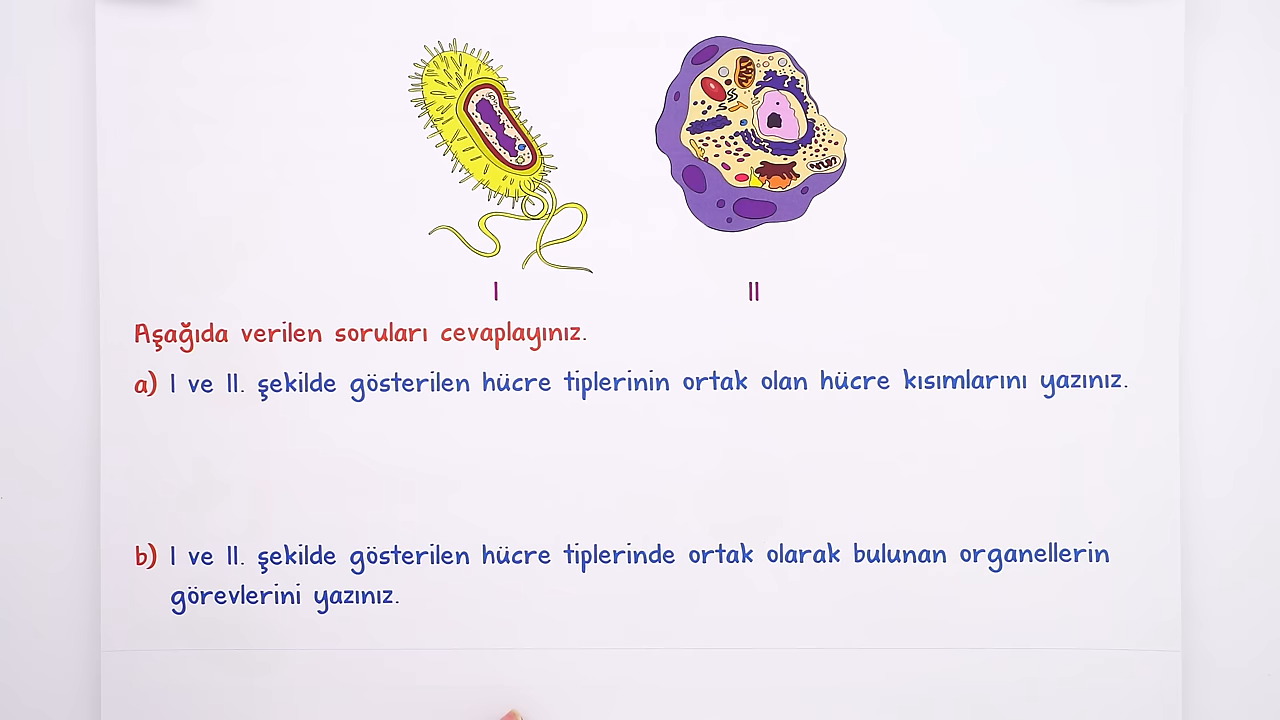 I
II
Aşağıda verilen soruları cevaplayınız.
a) I ve II. şekilde gösterilen hücre tiplerinin ortak olan hücre kısımlarını yazınız.
b) I ve II. şekilde gösterilen hücre tiplerinde ortak olarak bulunan organellerin
görevlerini yazınız.